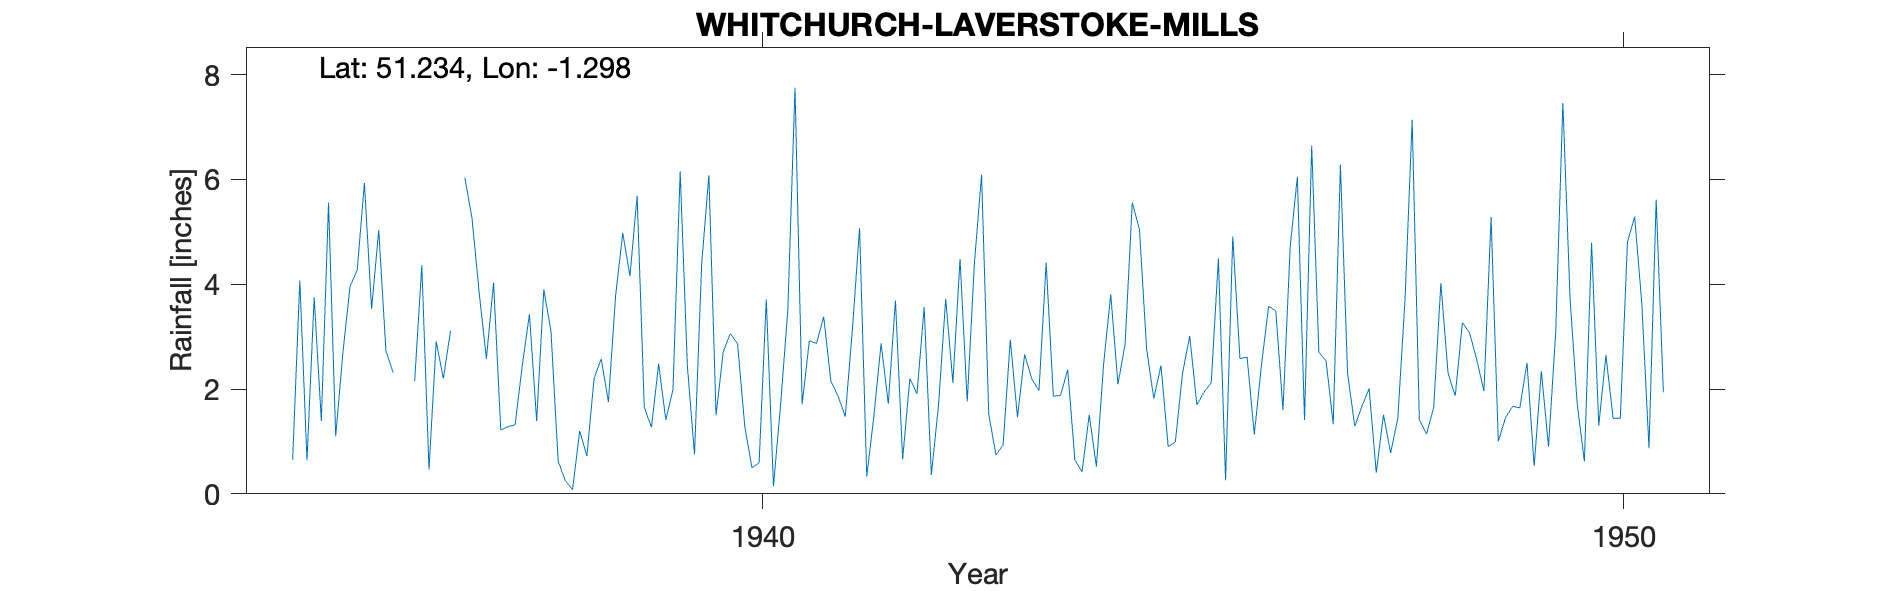 WHITCHURCH-LAVERSTOKE-MILLS
Lat: 51.234, Lon: -1.298
8
6
4
2
0
Rainfall [inches]
1940
1950
Year